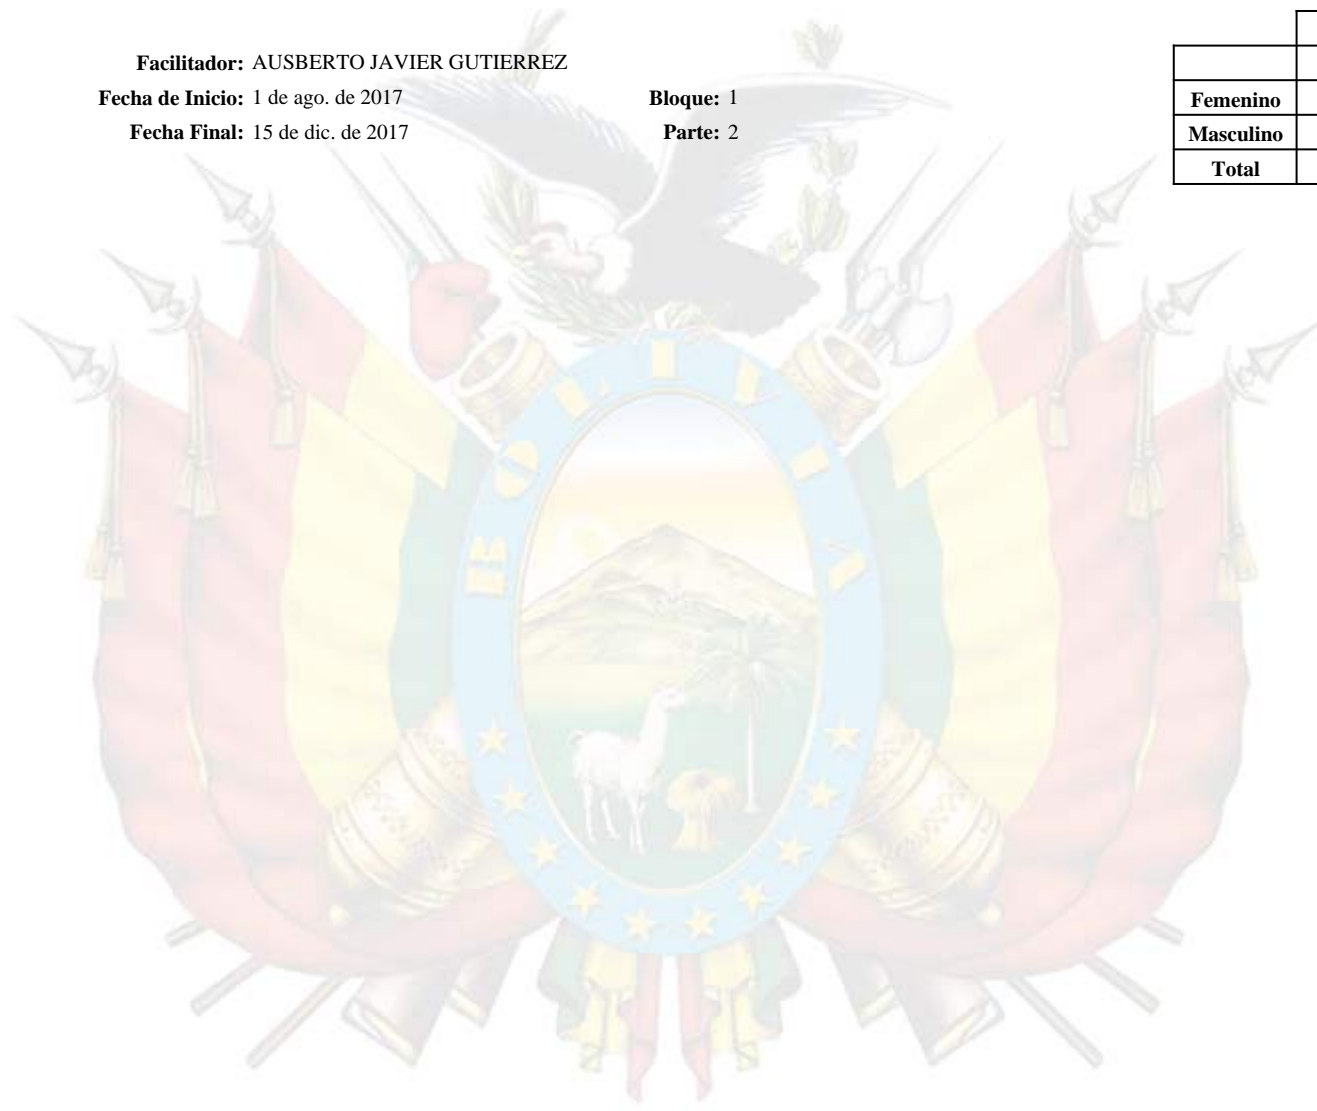 Facilitador: AUSBERTO JAVIER GUTIERREZ
Fecha de Inicio: 1 de ago. de 2017 Bloque: 1
Fecha Final: 15 de dic. de 2017 Parte: 2
Femenino
Masculino
Total
BOLIVIA